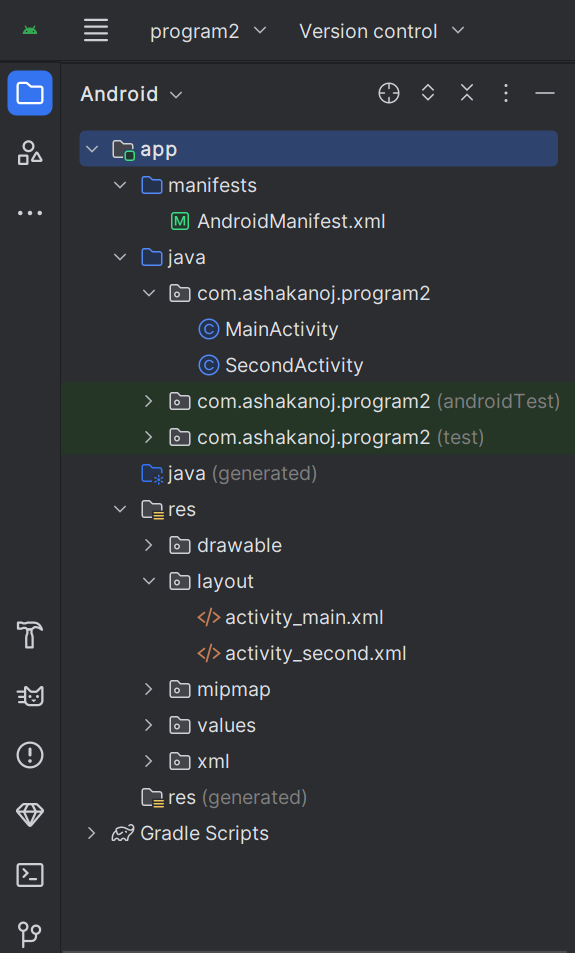 program2 Version control
Android
app
manifests
M AndroidManifest.xml
java
com.ashakanoj.program2
C MainActivity
C SecondActivity
com.ashakanoj.program2 (androidTest)
com.ashakanoj.program2 (test)
java (generated)
res
drawable
layout
</> activity_main.xml
</> activity_second.xml
mipmap
values
xml
res (generated)
Gradle Scripts